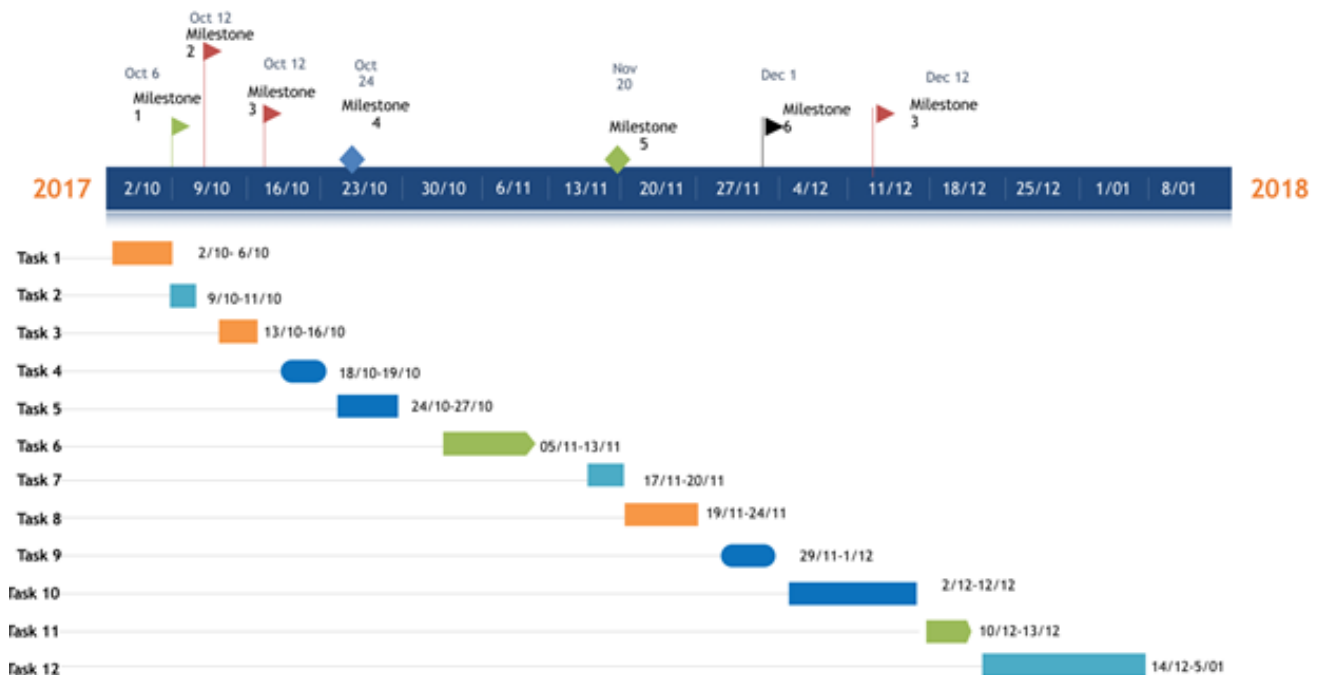 Oct 12
Milestone
2
Oct 6
Milestone
1
Oct 12
Milestone
3
Oct
24
Milestone
4
Nov
20
Milestone
5
Dec 1
Milestone
6
Dec 12
Milestone
3
2017 2/10 9/10 16/10 23/10 30/10 6/11 13/11 20/11 27/11 4/12 11/12 18/12 25/12 1/01 8/01 2018
Task 1 2/10- 6/10
Task 2 9/10-11/10
Task 3 13/10-16/10
Task 4 18/10-19/10
Task 5 24/10-27/10
Task 6 05/11-13/11
Task 7 17/11-20/11
Task 8 19/11-24/11
Task 9 29/11-1/12
Task 10 2/12-12/12
Task 11 10/12-13/12
Task 12 14/12-5/01